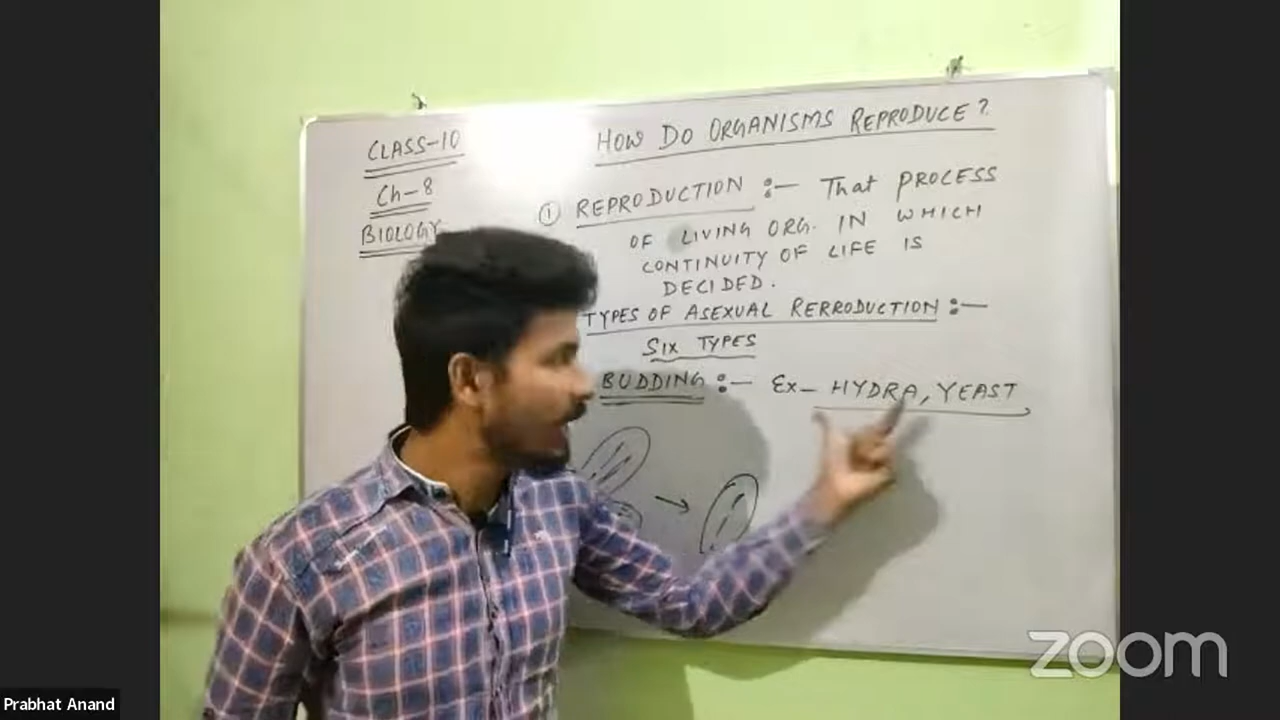 CLASS-10
Ch-8
BIOLOGY
HOW DO ORGANISMS REPRODUCE?
① REPRODUCTION :- That PROCESS
OF LIVING ORG. IN WHICH
CONTINUITY OF LIFE IS
DECIDED.
TYPES OF ASEXUAL RERRODUCTION :-
SIX TYPES
BUDDING :- Ex- HYDRA, YEAST
zoom
Prabhat Anand